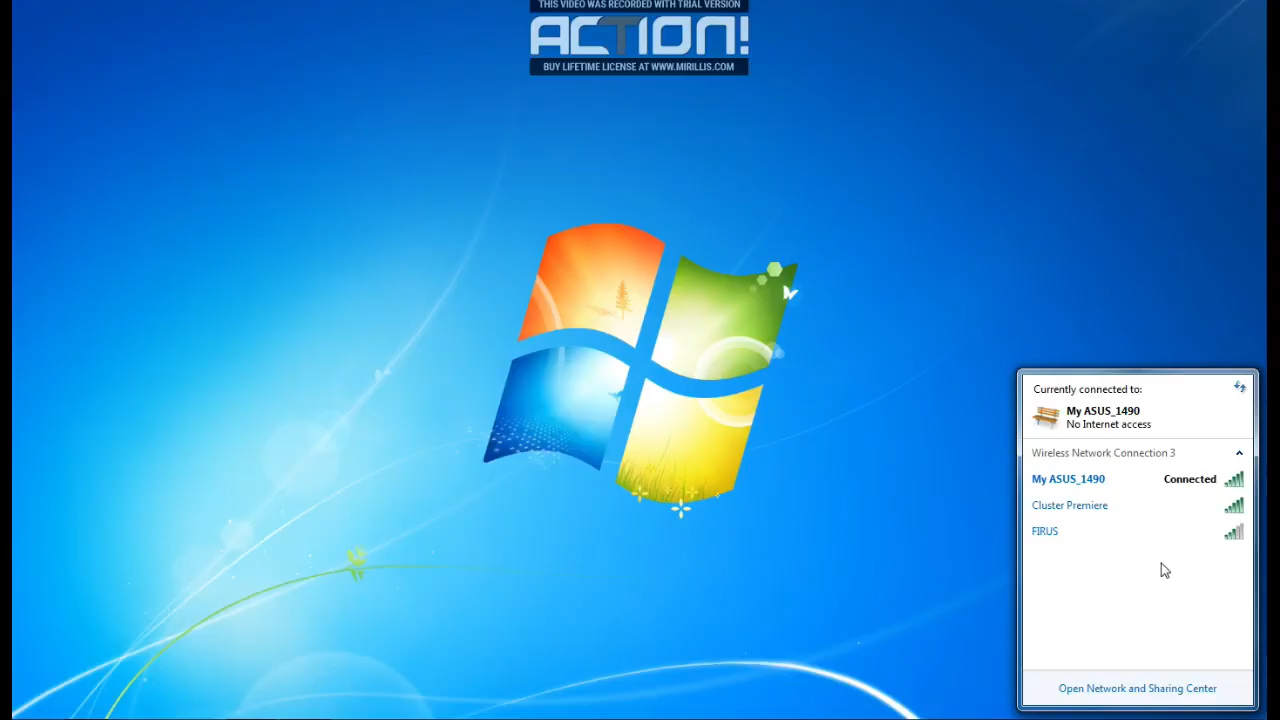 THIS VIDEO WAS RECORDED WITH TRIAL VERSION
ACTION!
BUY LIFETIME LICENSE AT WWW.MIRILLIS.COM
Currently connected to:
My ASUS_1490
No Internet access
Wireless Network Connection 3
My ASUS_1490 Connected
Cluster Premiere
FIRUS
Open Network and Sharing Center